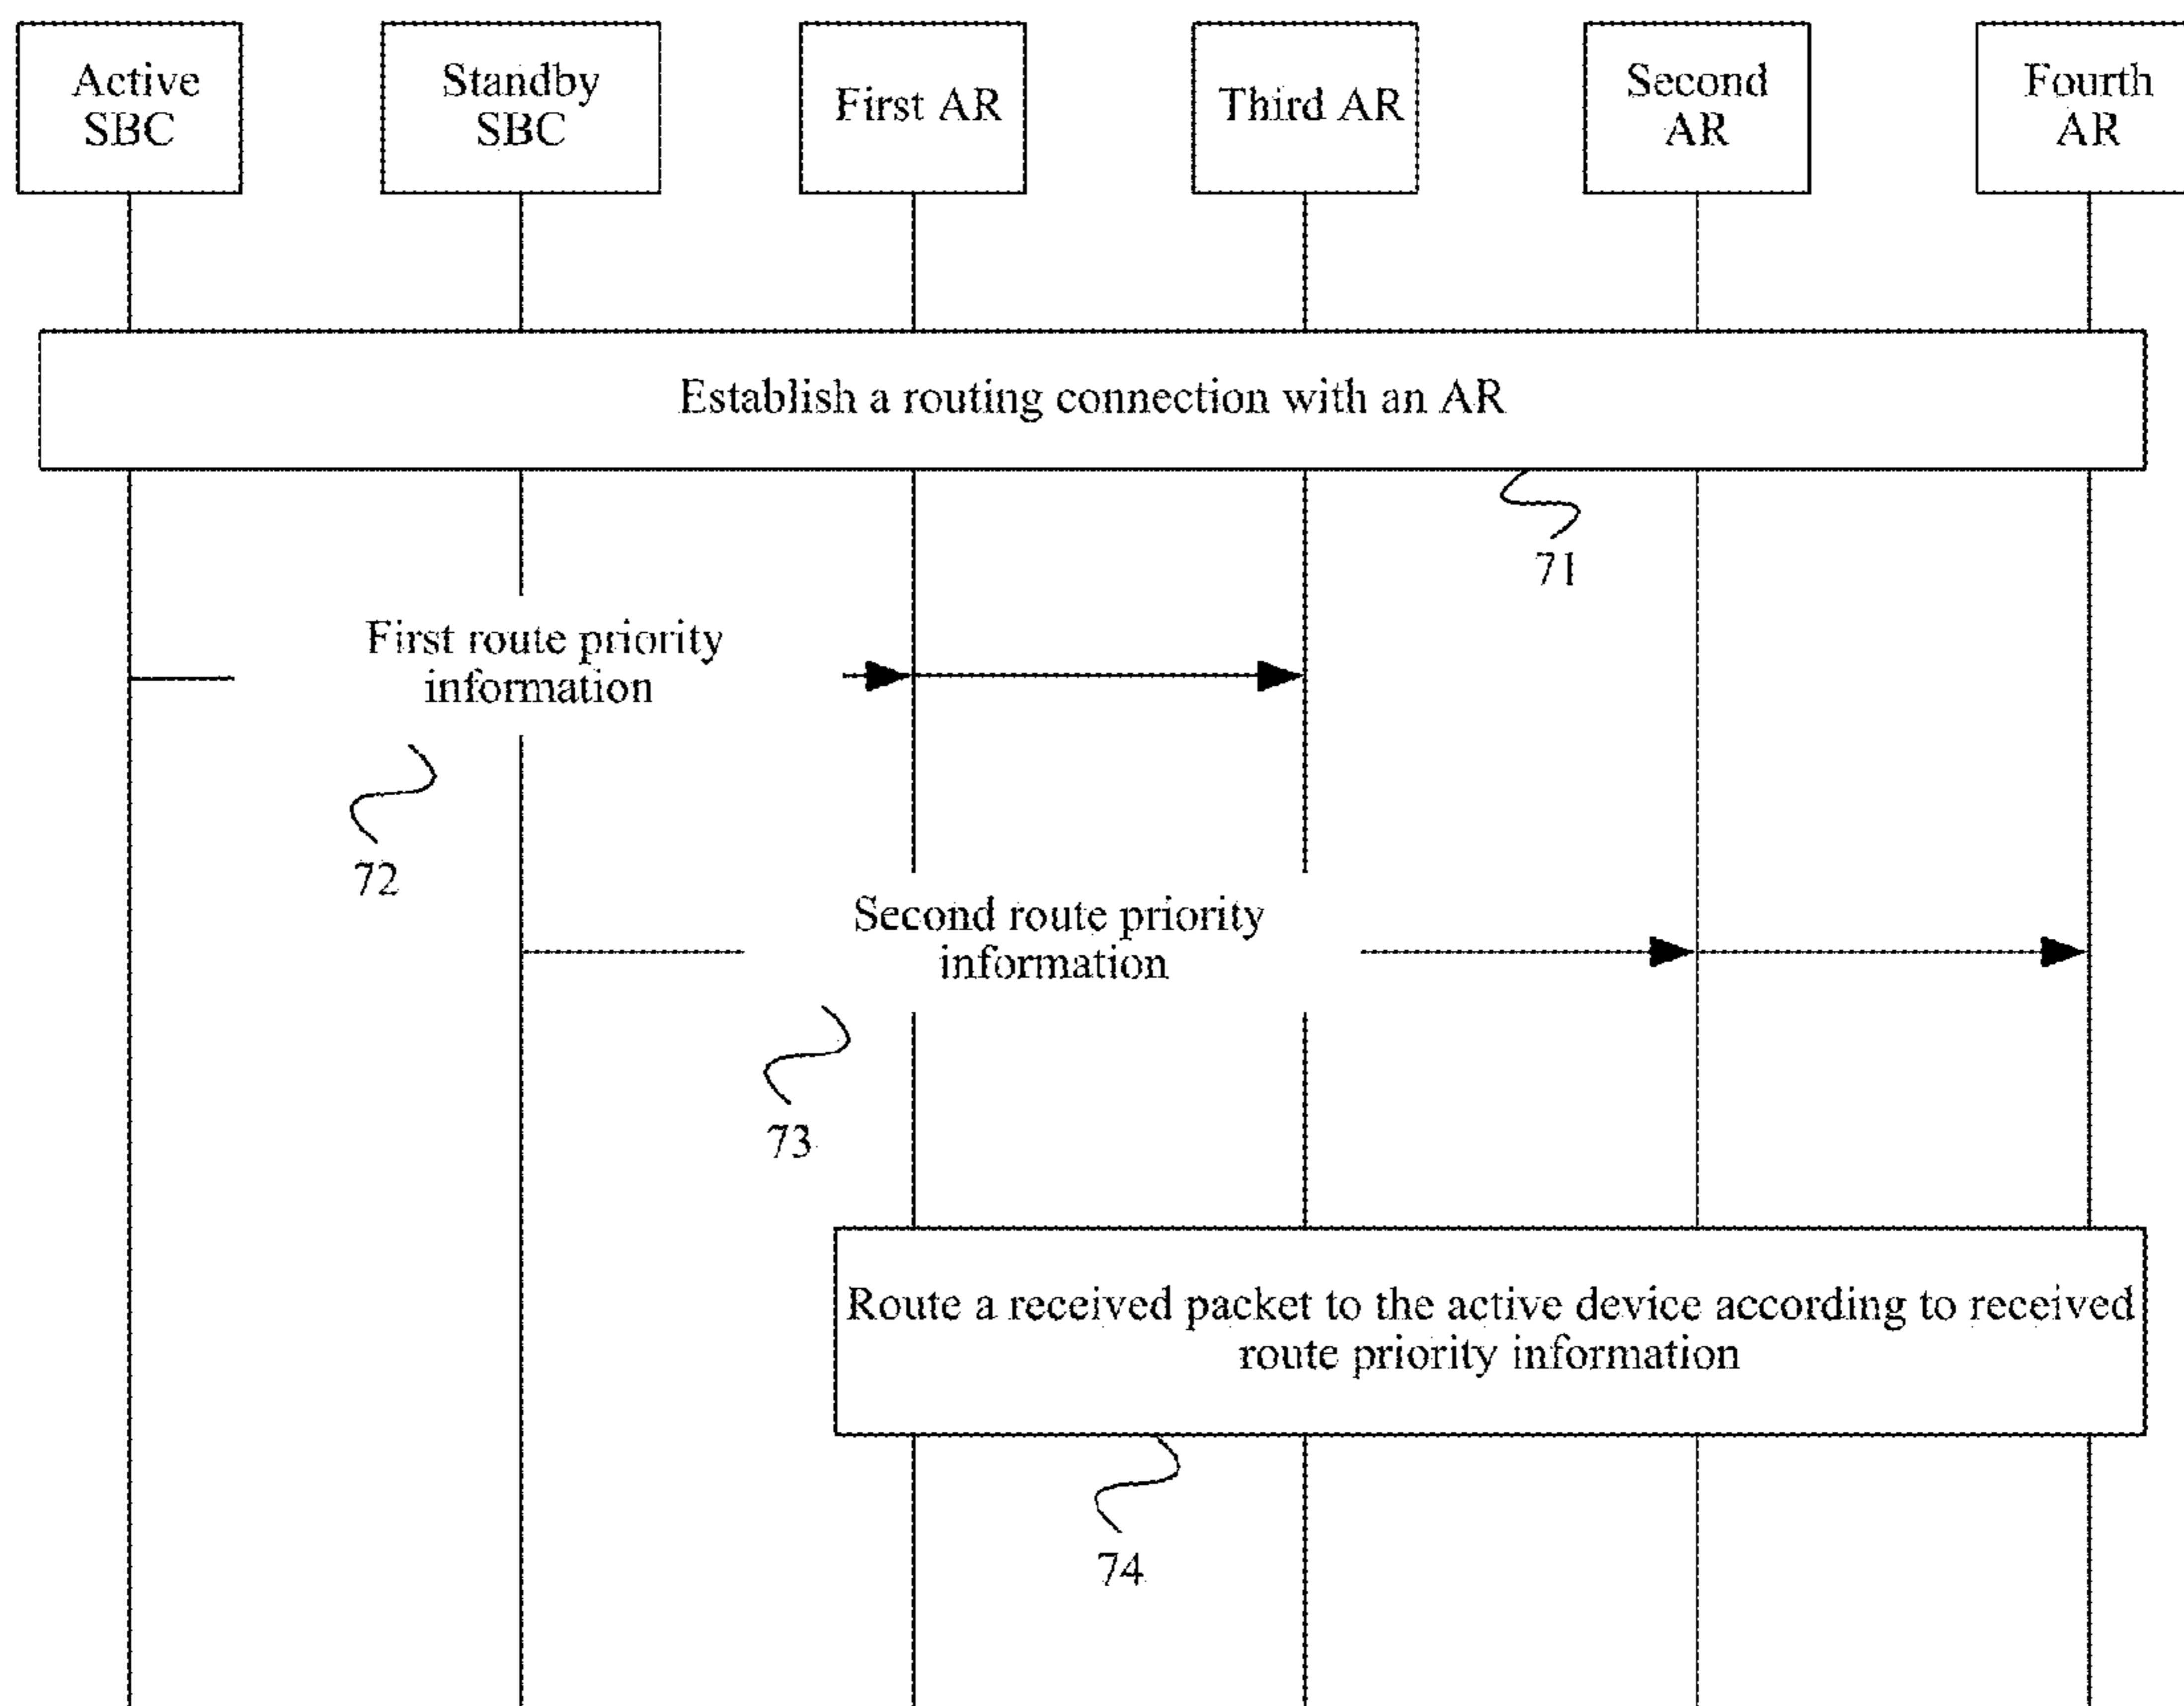 Active
SBC
Standby
SBC
First AR
Third AR
Second
AR
Fourth
AR
Establish a routing connection with an AR
71
First route priority
information
72
Second route priority
information
73
Route a received packet to the active device according to received
route priority information
74